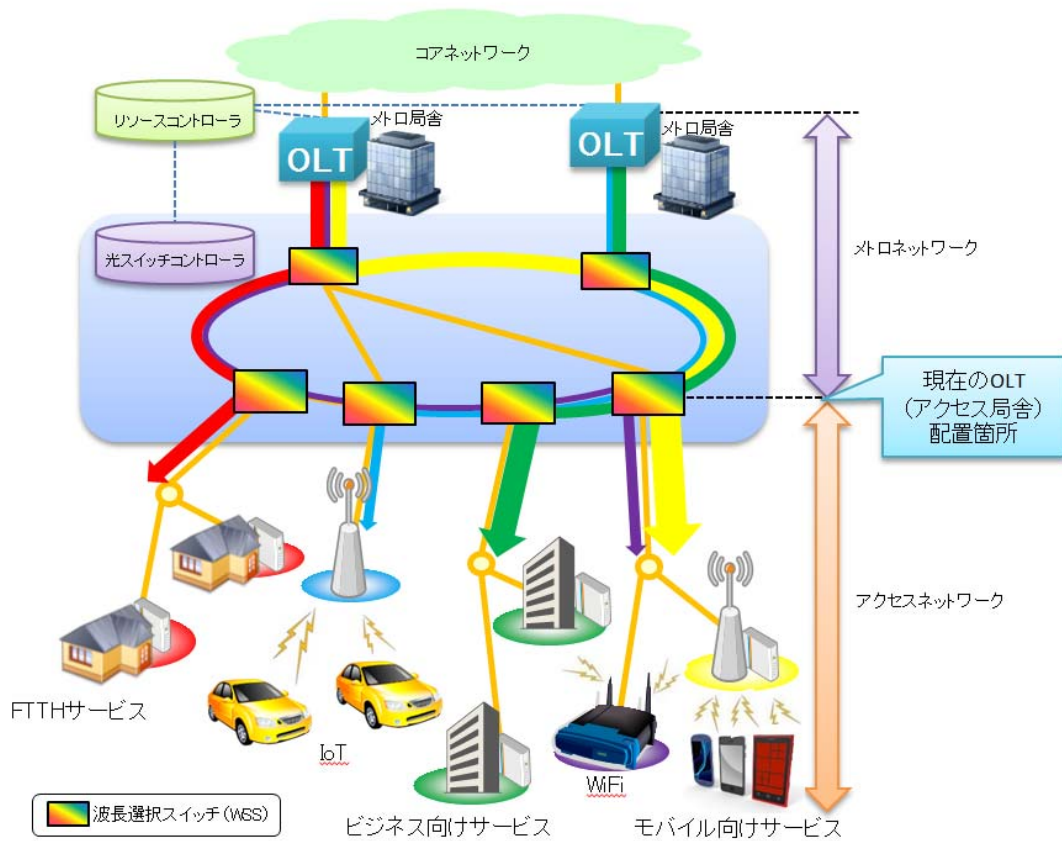 コアネットワーク
リソースコントローラ
メトロ局舎
メトロ局舎
OLT
OLT
光スイッチコントローラ
メトロネットワーク
現在のOLT
(アクセス局舎)
配置箇所
アクセスネットワーク
FTTHサービス
IoT
WiFi
波長選択スイッチ(WSS)
ビジネス向けサービス
モバイル向けサービス